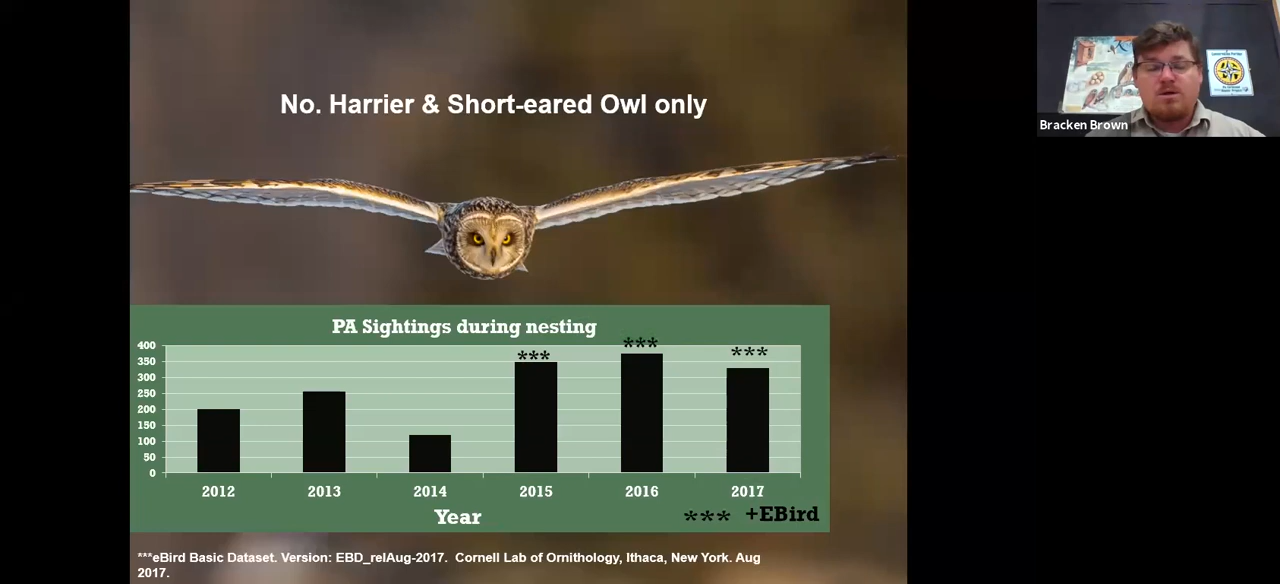 No. Harrier & Short-eared Owl only
Bracken Brown
PA Sightings during nesting
400
350
300
250
200
150
100
50
0
*** *** ***
2012 2013 2014 2015 2016 2017
Year
*** +EBird
***eBird Basic Dataset. Version: EBD_relAug-2017. Cornell Lab of Ornithology, Ithaca, New York. Aug
2017.